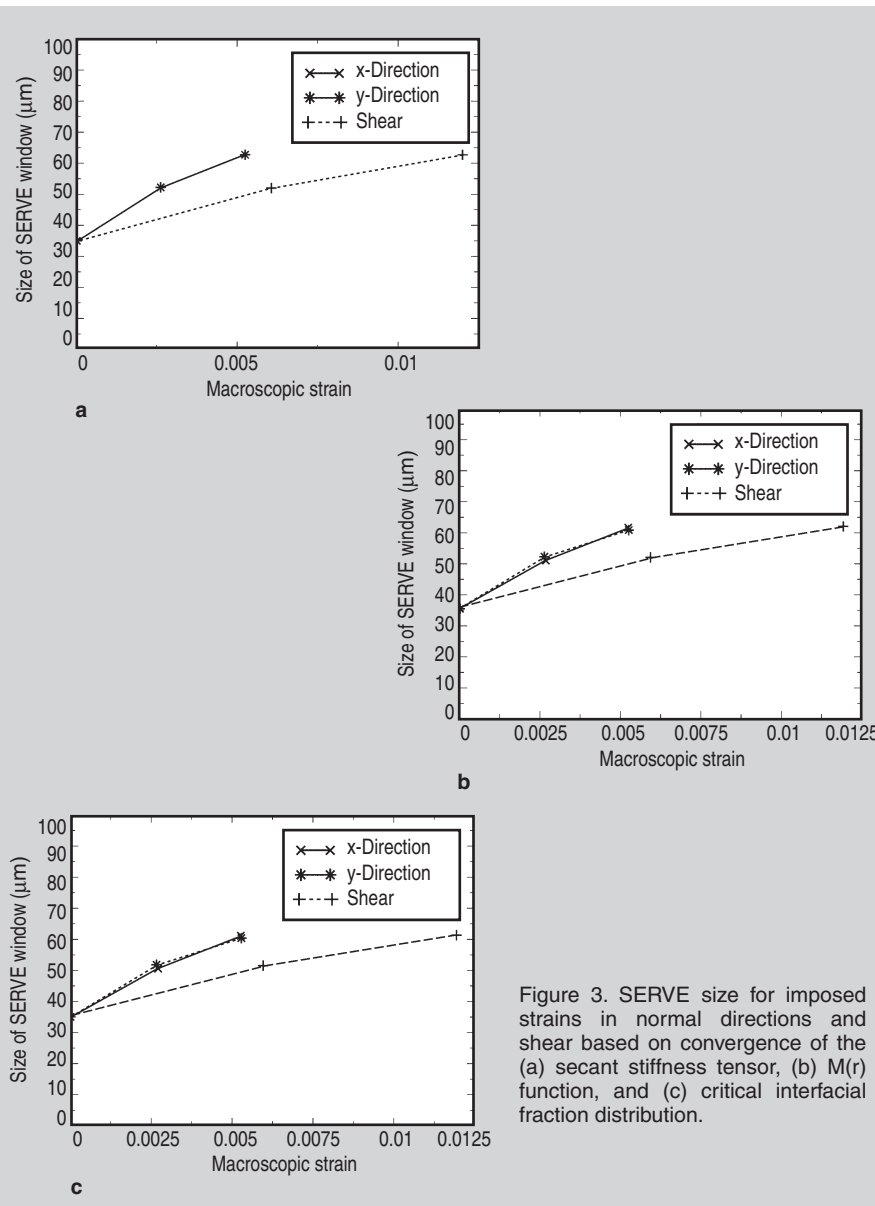 100
90
80
70
60
50
40
30
20
10
0
Size of SERVE window (μm)
x-Direction
y-Direction
Shear
0 0.005 0.01
Macroscopic strain
a
100
90
80
70
60
50
40
30
20
10
0
Size of SERVE window (μm)
x-Direction
y-Direction
Shear
0 0.0025 0.005 0.0075 0.01 0.0125
Macroscopic strain
b
100
90
80
70
60
50
40
30
20
10
0
Size of SERVE window (μm)
x-Direction
y-Direction
Shear
0 0.0025 0.005 0.0075 0.01 0.0125
Macroscopic strain
c
Figure 3. SERVE size for imposed
strains in normal directions and
shear based on convergence of the
(a) secant stiffness tensor, (b) M(r)
function, and (c) critical interfacial
fraction distribution.